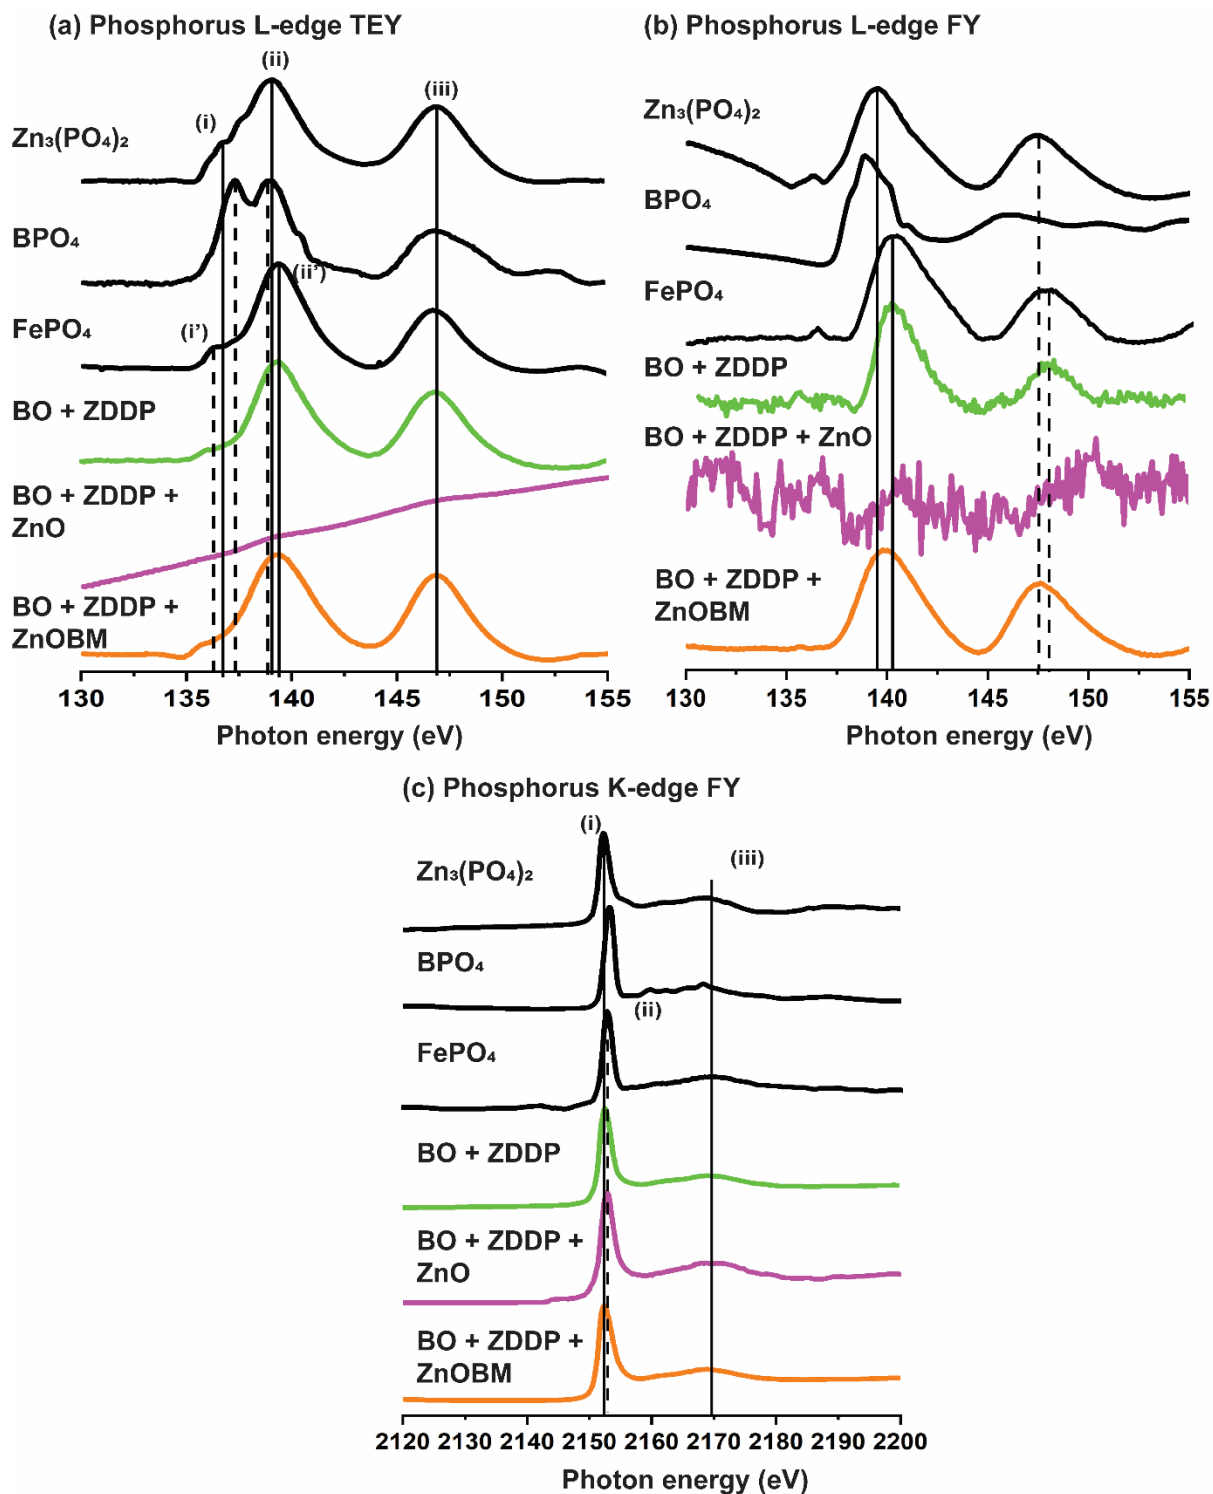 (a) Phosphorus L-edge TEY
(i)
(ii)
(iii)
Zn₃(PO₄)₂
BPO₄
(ii')
FePO₄
(i')
BO + ZDDP
BO + ZDDP +
ZnO
BO + ZDDP +
ZnOBM
130 135 140 145 150 155
Photon energy (eV)
(b) Phosphorus L-edge FY
Zn₃(PO₄)₂
BPO₄
FePO₄
BO + ZDDP
BO + ZDDP + ZnO
BO + ZDDP +
ZnOBM
130 135 140 145 150 155
Photon energy (eV)
(c) Phosphorus K-edge FY
(i)
(iii)
Zn₃(PO₄)₂
BPO₄
(ii)
FePO₄
BO + ZDDP
BO + ZDDP +
ZnO
BO + ZDDP +
ZnOBM
2120 2130 2140 2150 2160 2170 2180 2190 2200
Photon energy (eV)